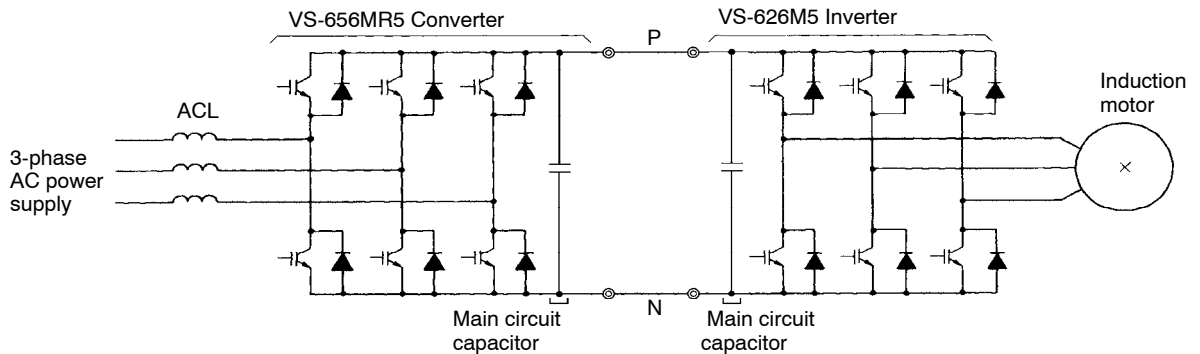 VS-656MR5 Converter
VS-626M5 Inverter
P
ACL
Induction
motor
3-phase
AC power
supply
N
Main circuit
capacitor
Main circuit
capacitor